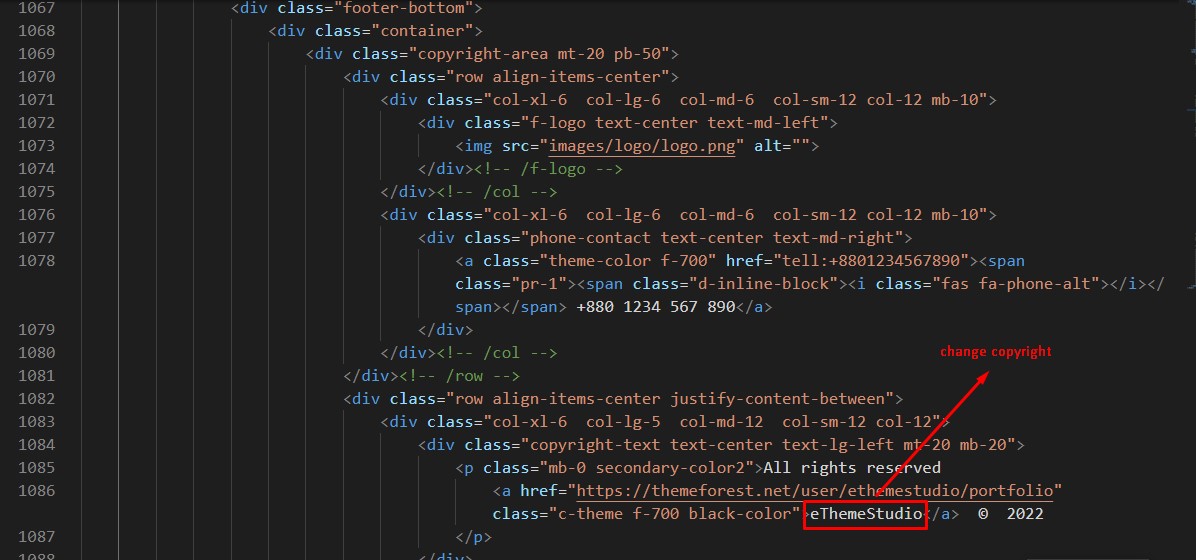 1067 <div class="footer-bottom">
1068 <div class="container">
1069 <div class="copyright-area mt-20 pb-50">
1070 <div class="row align-items-center">
1071 <div class="col-xl-6  col-lg-6  col-md-6  col-sm-12 col-12 mb-10">
1072 <div class="f-logo text-center text-md-left">
1073 <img src="images/logo/logo.png" alt="">
1074 </div><!-- /f-logo -->
1075 </div><!-- /col -->
1076 <div class="col-xl-6  col-lg-6  col-md-6  col-sm-12 col-12 mb-10">
1077 <div class="phone-contact text-center text-md-right">
1078 <a class="theme-color f-700" href="tell:+8801234567890"><span
class="pr-1"><span class="d-inline-block"><i class="fas fa-phone-alt"></i></
span></span> +880 1234 567 890</a>
1079 </div>
1080 </div><!-- /col -->
change copyright
1081 </div><!-- /row -->
1082 <div class="row align-items-center justify-content-between">
1083 <div class="col-xl-6  col-lg-5  col-md-12  col-sm-12 col-12">
1084 <div class="copyright-text text-center text-lg-left mt-20 mb-20">
1085 <p class="mb-0 secondary-color2">All rights reserved
1086 <a href="https://themeforest.net/user/ethemestudio/portfolio"
class="c-theme f-700 black-color">eThemeStudio</a>  ©  2022
1087 </p>
1088 </div>